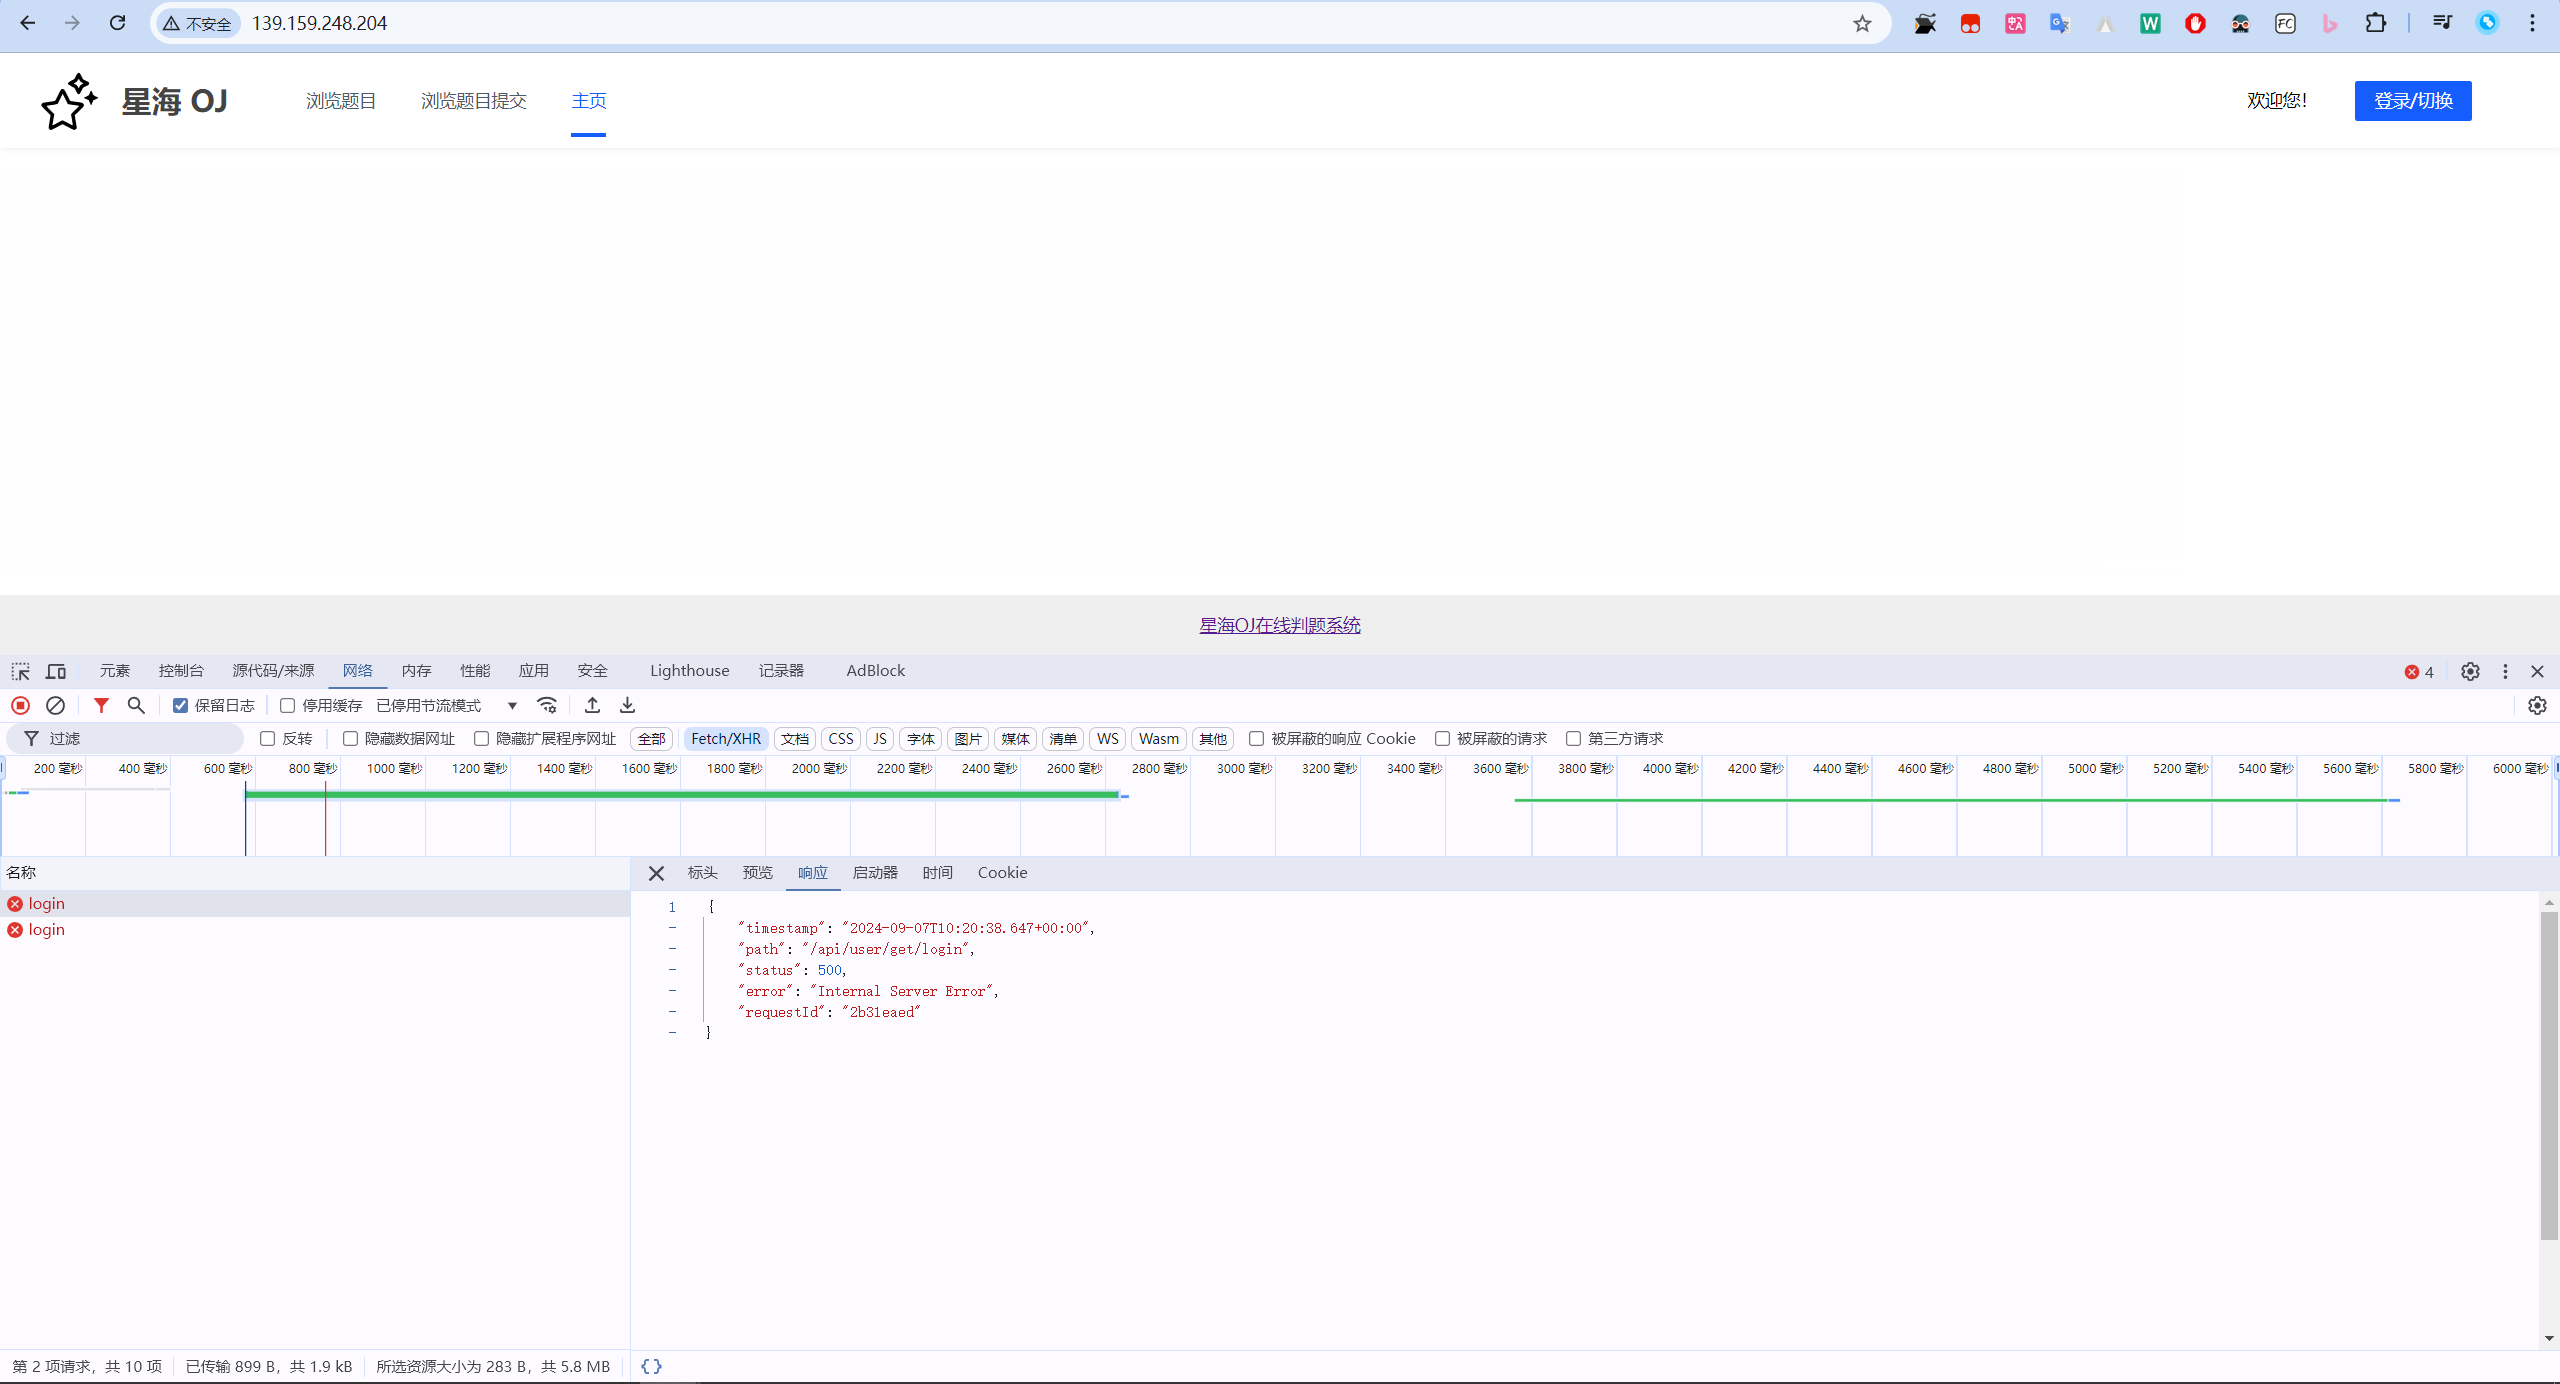 不安全 139.159.248.204
星海 OJ 浏览题目 浏览题目提交 主页 欢迎您! 登录/切换
星海OJ在线判题系统
元素 控制台 源代码/来源 网络 内存 性能 应用 安全 Lighthouse 记录器 AdBlock 4
保留日志 停用缓存 已停用节流模式
过滤 反转 隐藏数据网址 隐藏扩展程序网址 全部 Fetch/XHR 文档 CSS JS 字体 图片 媒体 清单 WS Wasm 其他 被屏蔽的响应 Cookie 被屏蔽的请求 第三方请求
200 毫秒 400 毫秒 600 毫秒 800 毫秒 1000 毫秒 1200 毫秒 1400 毫秒 1600 毫秒 1800 毫秒 2000 毫秒 2200 毫秒 2400 毫秒 2600 毫秒 2800 毫秒 3000 毫秒 3200 毫秒 3400 毫秒 3600 毫秒 3800 毫秒 4000 毫秒 4200 毫秒 4400 毫秒 4600 毫秒 4800 毫秒 5000 毫秒 5200 毫秒 5400 毫秒 5600 毫秒 5800 毫秒 6000 毫秒
名称 标头 预览 响应 启动器 时间 Cookie
login
login
1 {
- "timestamp": "2024-09-07T10:20:38.647+00:00",
- "path": "/api/user/get/login",
- "status": 500,
- "error": "Internal Server Error",
- "requestId": "2b31eaed"
- }
第 2 项请求，共 10 项 已传输 899 B，共 1.9 kB 所选资源大小为 283 B，共 5.8 MB {}